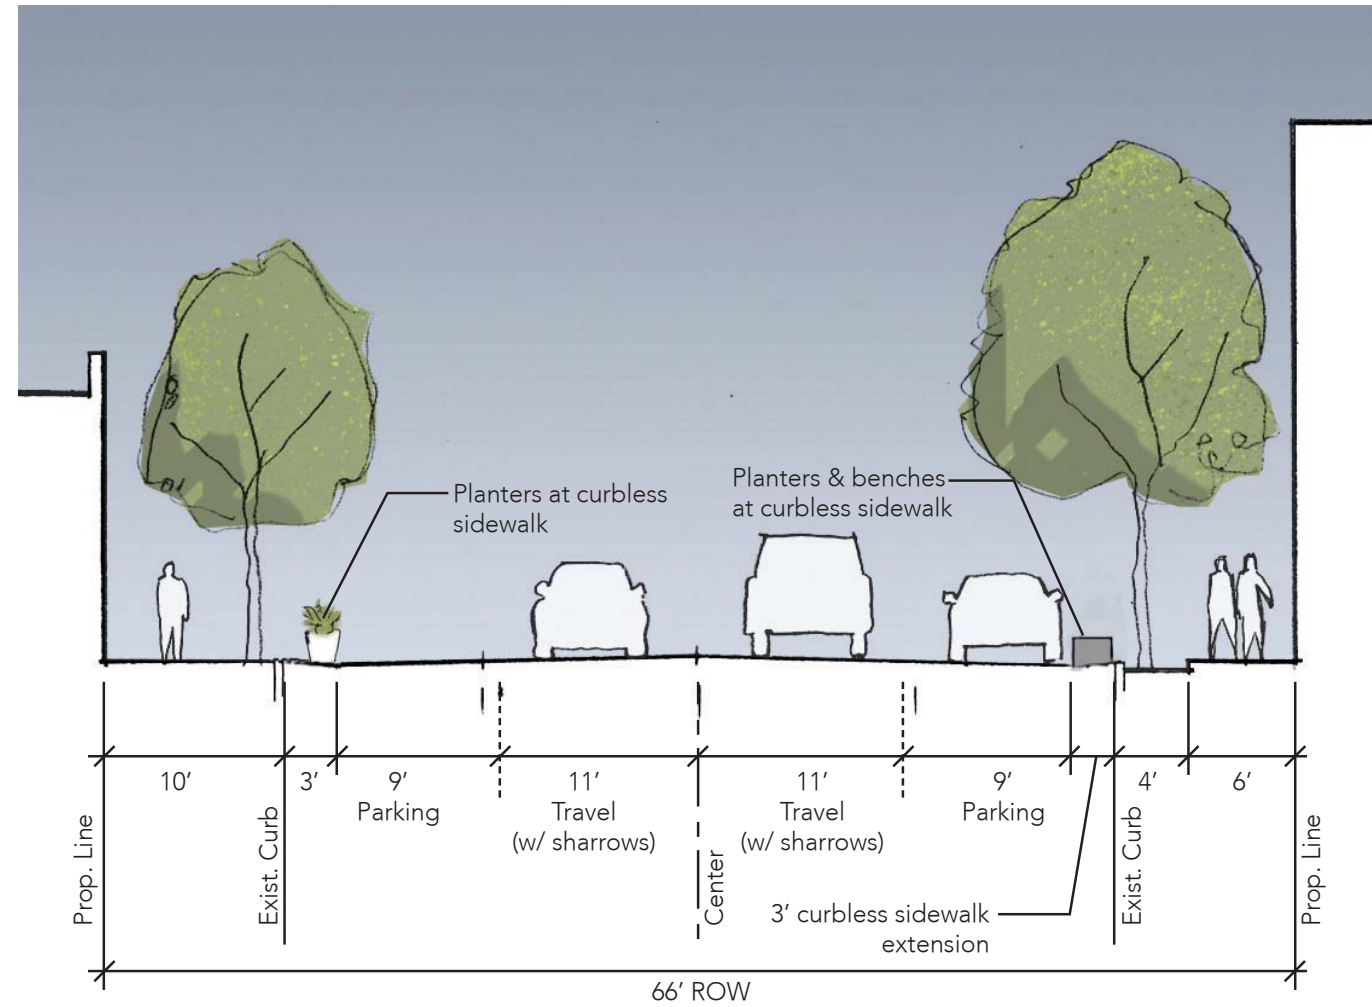 Planters at curbless
sidewalk
Planters & benches
at curbless sidewalk
10’
3’
9’
Parking
11’
Travel
(w/ sharrows)
11’
Travel
(w/ sharrows)
9’
Parking
4’
6’
Prop. Line
Exist. Curb
Center
3’ curbless sidewalk
extension
Exist. Curb
Prop. Line
66’ ROW